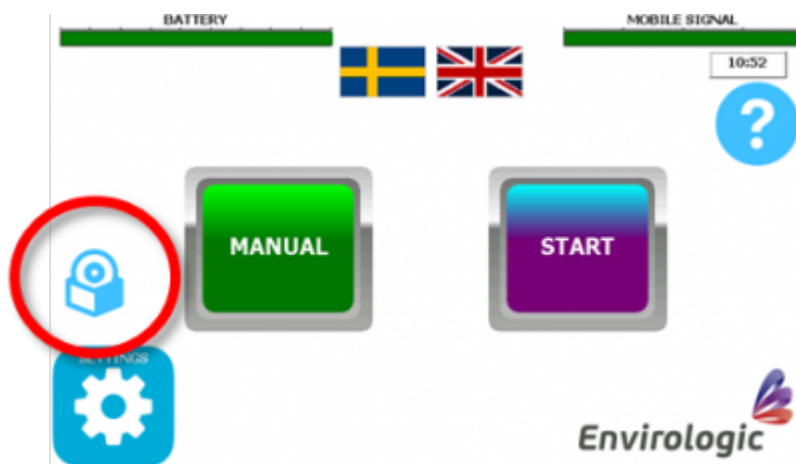 BATTERY
MOBILE SIGNAL
10:52
?
MANUAL
START
SETTINGS
Envirologic